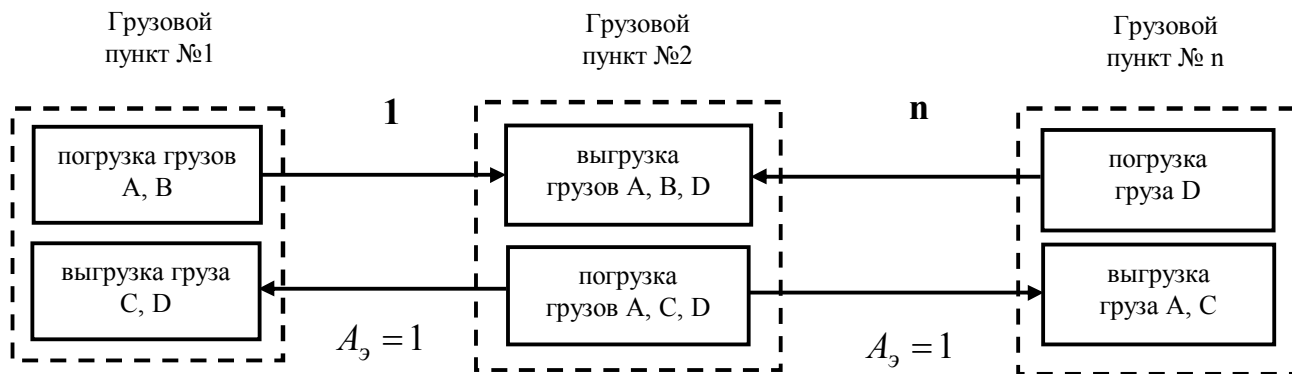 Грузовой
пункт №1
Грузовой
пункт №2
Грузовой
пункт № n
1
n
погрузка грузов
A, B
выгрузка
грузов A, B, D
погрузка
груза D
выгрузка груза
C, D
погрузка
грузов A, C, D
выгрузка
груза A, C
Aэ = 1
Aэ = 1